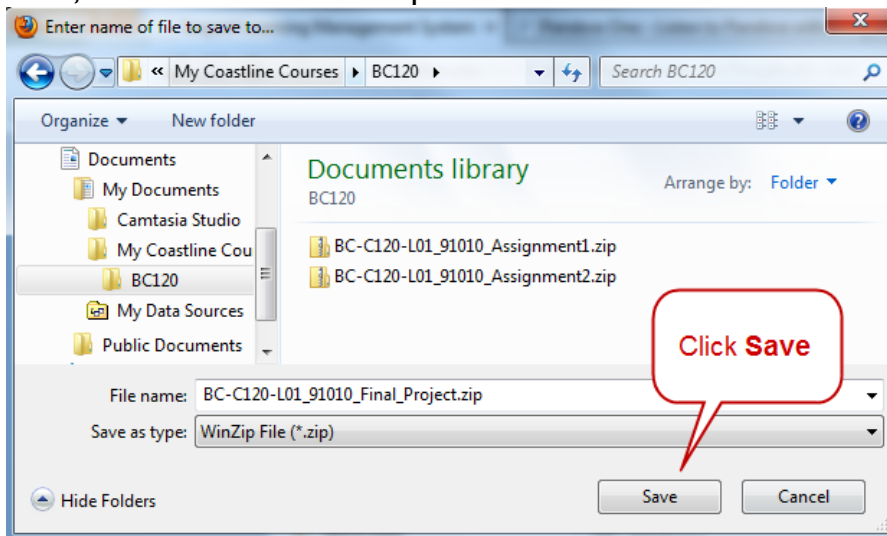 Enter name of file to save to...
« My Coastline Courses BC120
Search BC120
Organize New folder
Documents
My Documents
Camtasia Studio
My Coastline Cou
BC120
My Data Sources
Public Documents
Documents library
BC120
Arrange by: Folder
BC-C120-L01_91010_Assignment1.zip
BC-C120-L01_91010_Assignment2.zip
Click Save
File name: BC-C120-L01_91010_Final_Project.zip
Save as type: WinZip File (*.zip)
Hide Folders
Save Cancel